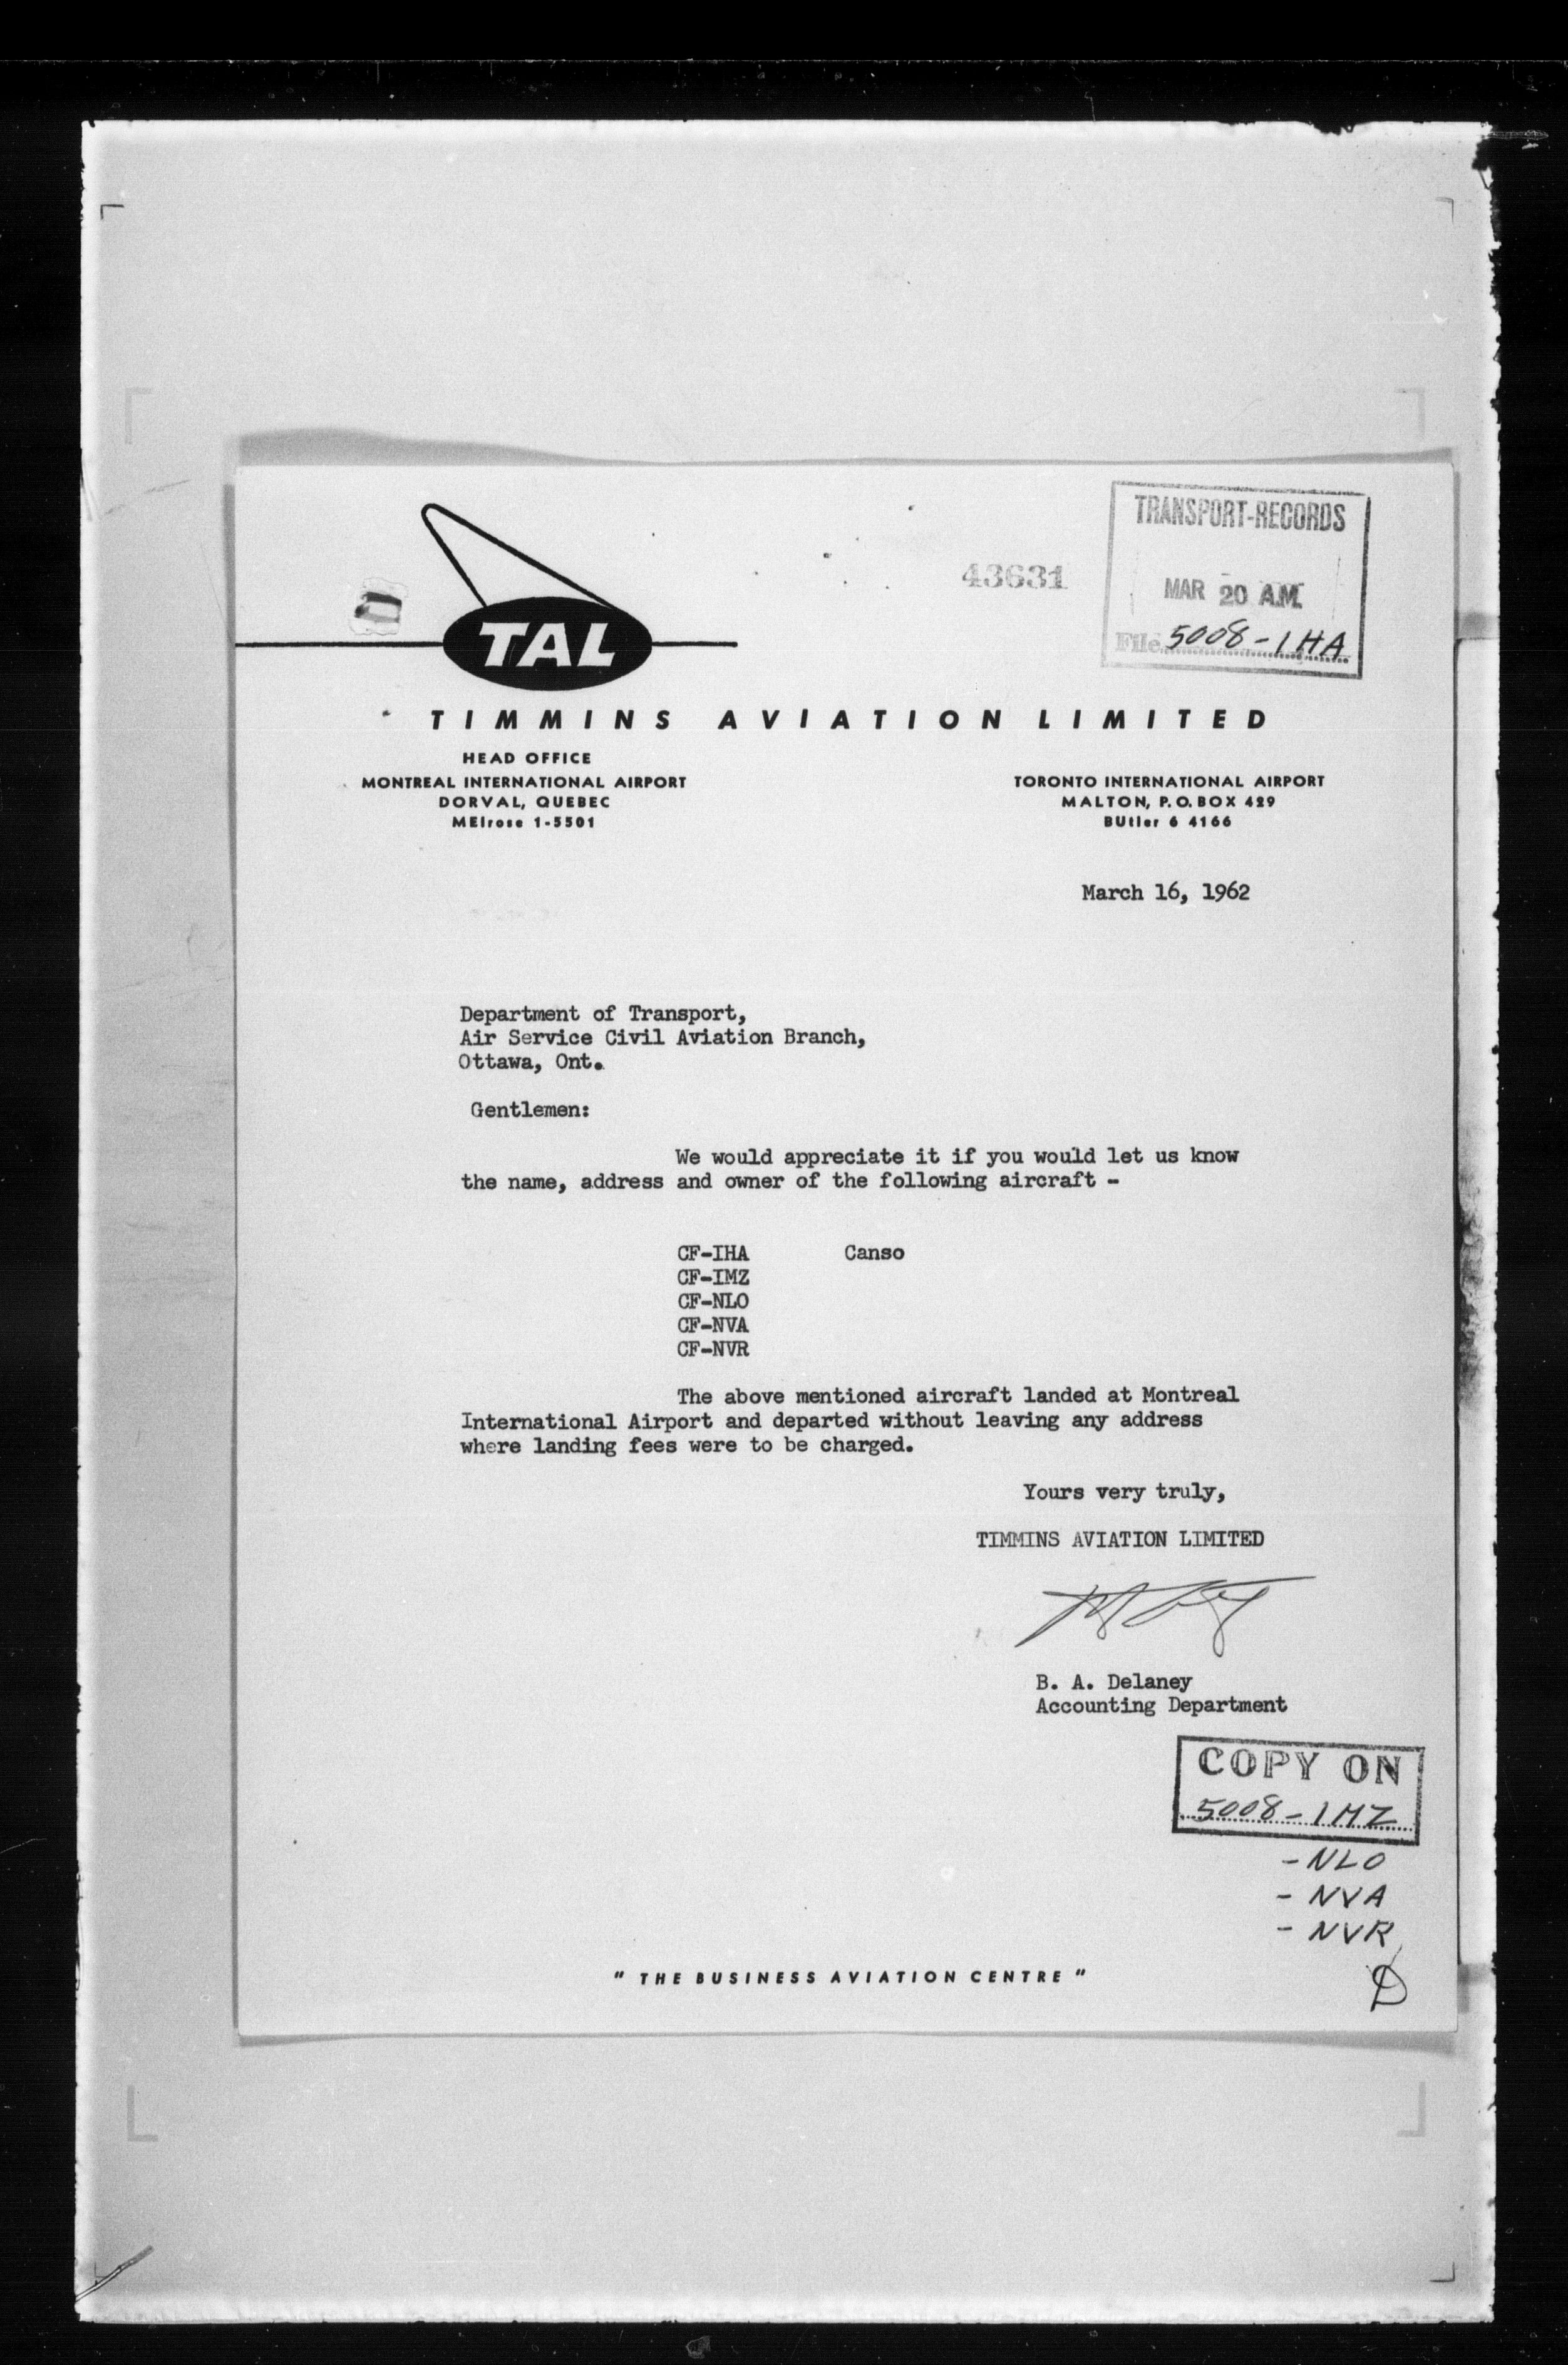 TRANSPORT-RECORDS
43631
MAR 20 A.M.
File 5008-IHA
TAL
TIMMINS AVIATION LIMITED
HEAD OFFICE
MONTREAL INTERNATIONAL AIRPORT
DORVAL, QUEBEC
MElrose 1-5501
TORONTO INTERNATIONAL AIRPORT
MALTON, P.O. BOX 429
BUtler 6 4166
March 16, 1962
Department of Transport,
Air Service Civil Aviation Branch,
Ottawa, Ont.
Gentlemen:
We would appreciate it if you would let us know
the name, address and owner of the following aircraft -
CF-IHA Canso
CF-IMZ
CF-NLO
CF-NVA
CF-NVR
The above mentioned aircraft landed at Montreal
International Airport and departed without leaving any address
where landing fees were to be charged.
Yours very truly,
TIMMINS AVIATION LIMITED
B. A. Delaney
Accounting Department
COPY ON
5008-IMZ
- NLO
- NVA
- NVR
" THE BUSINESS AVIATION CENTRE "